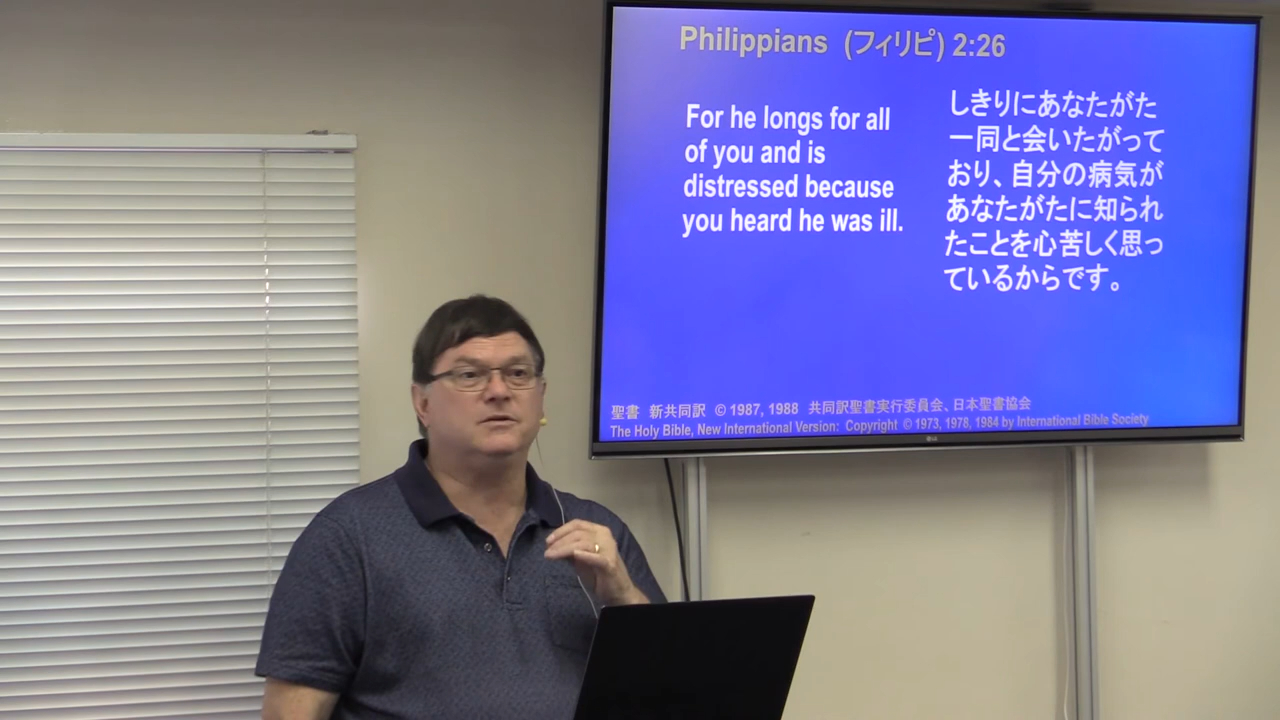 Philippians (フィリピ) 2:26
For he longs for all
of you and is
distressed because
you heard he was ill.
しきりにあなたがた
一同と会いたがって
おり、自分の病気が
あなたがたに知られ
たことを心苦しく思っ
ているからです。
聖書 新共同訳 © 1987, 1988 共同訳聖書実行委員会、日本聖書協会
The Holy Bible, New International Version: Copyright © 1973, 1978, 1984 by International Bible Society
LG